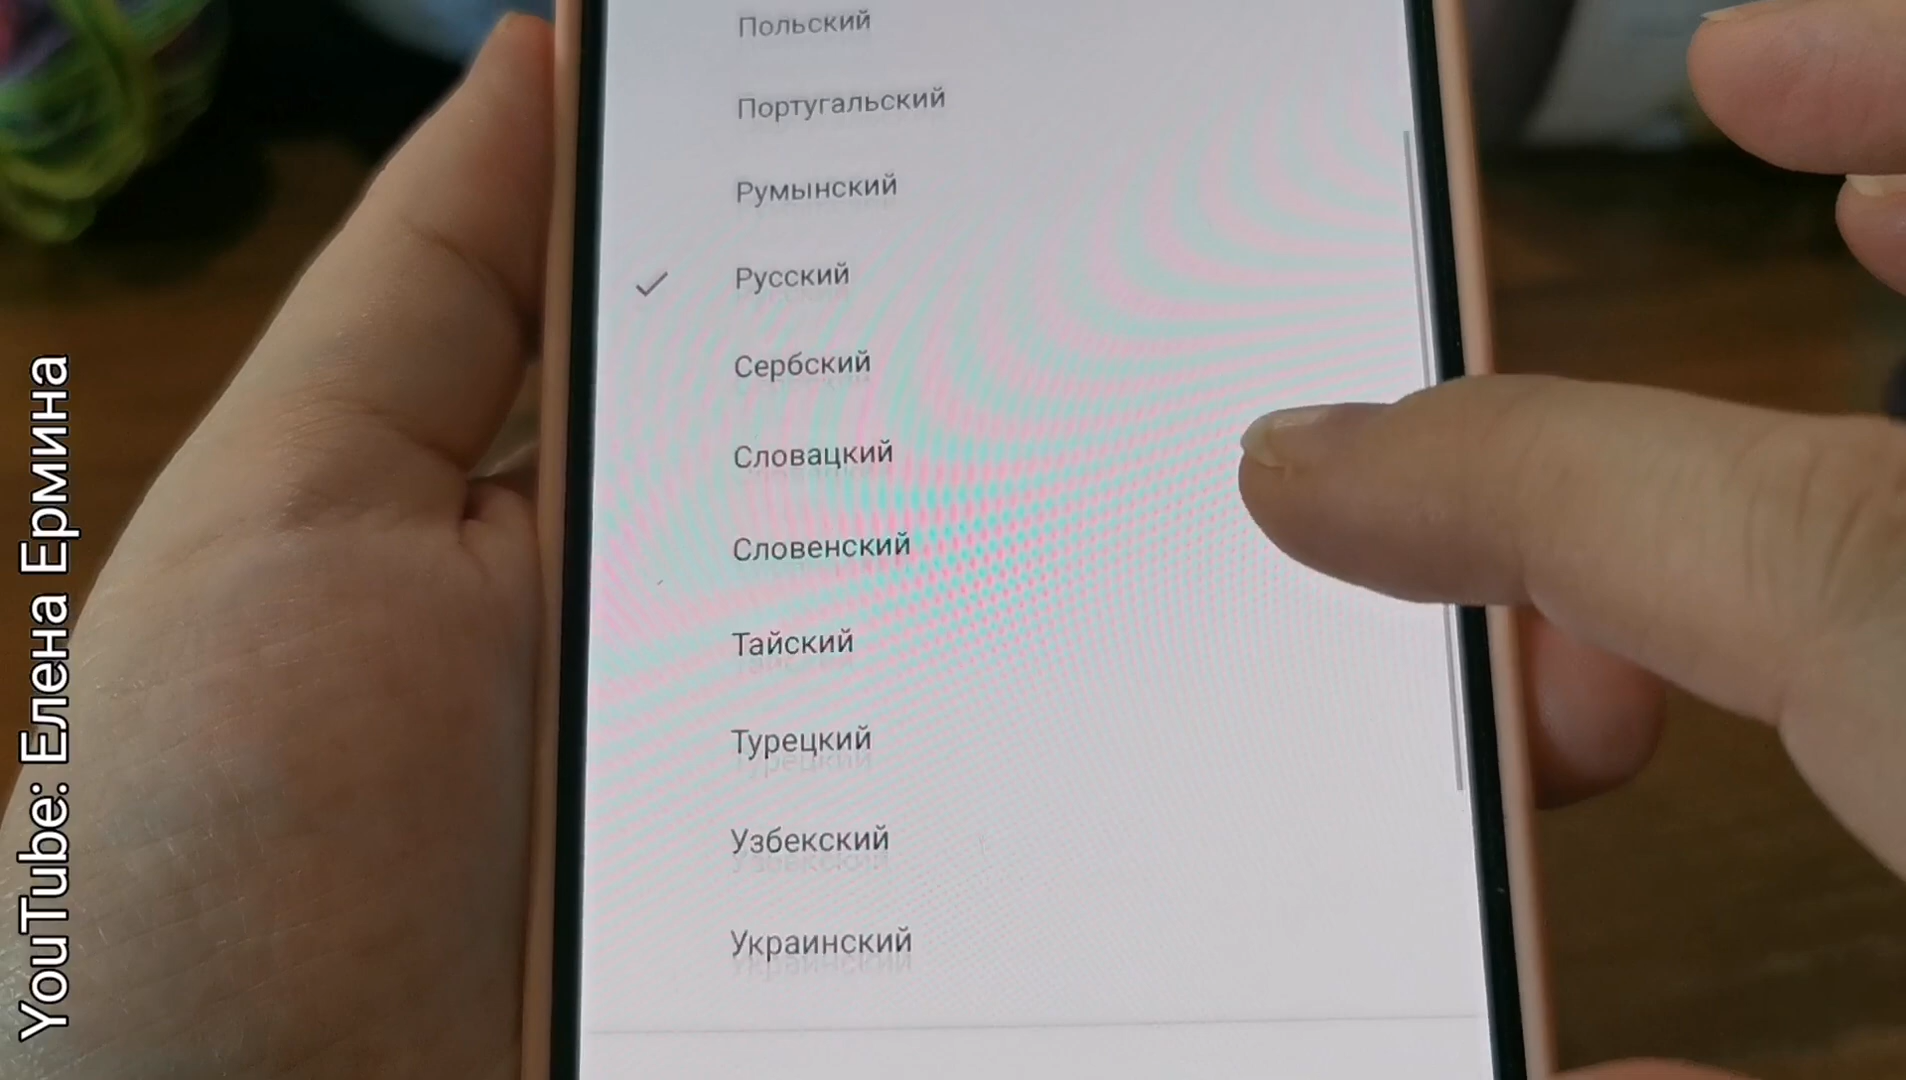 Польский
Португальский
Румынский
Русский
Сербский
Словацкий
Словенский
Тайский
Турецкий
Узбекский
Украинский
YouTube: Елена Ермина